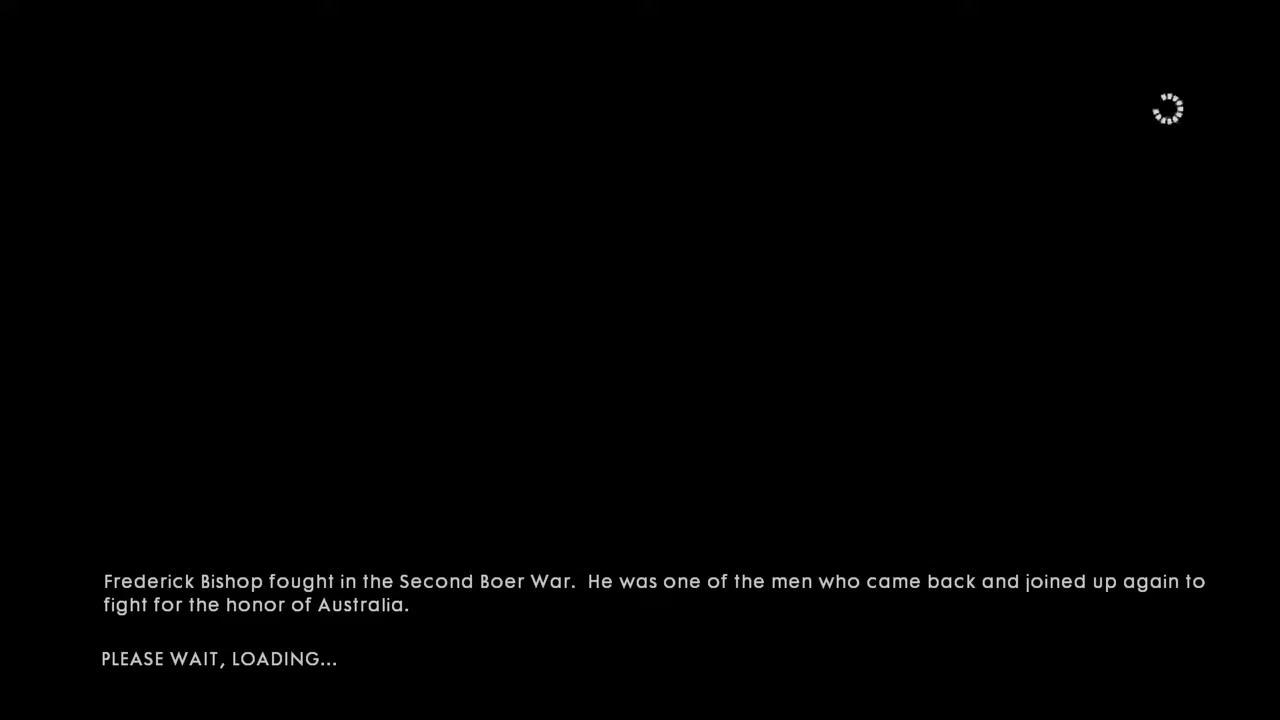 Frederick Bishop fought in the Second Boer War.  He was one of the men who came back and joined up again to
fight for the honor of Australia.
PLEASE WAIT, LOADING...